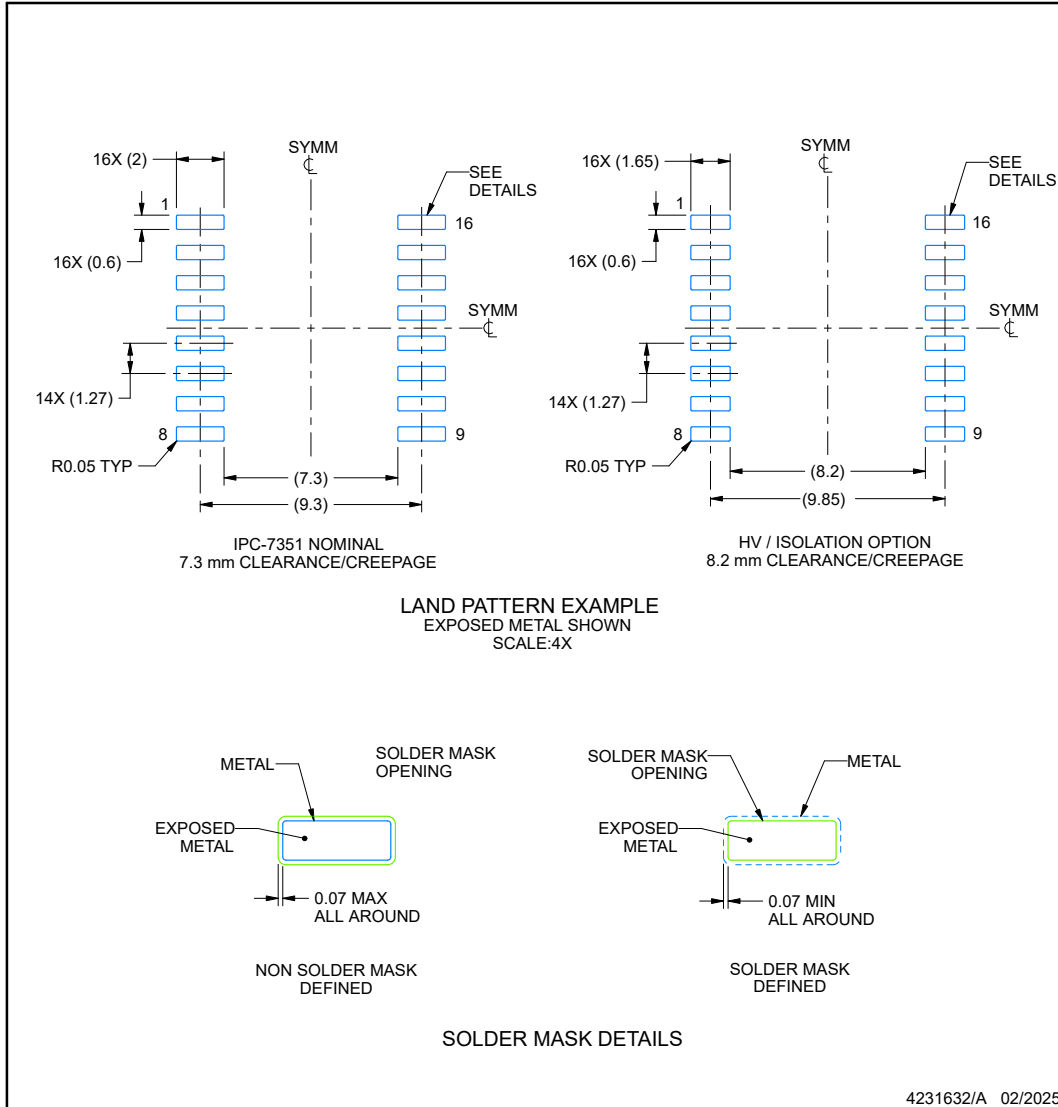 16X (2)
SYMM
℄
SEE
DETAILS
1
16
16X (0.6)
SYMM
℄
14X (1.27)
8
9
R0.05 TYP
(7.3)
(9.3)
IPC-7351 NOMINAL
7.3 mm CLEARANCE/CREEPAGE
16X (1.65)
SYMM
℄
SEE
DETAILS
1
16
16X (0.6)
SYMM
℄
14X (1.27)
8
9
R0.05 TYP
(8.2)
(9.85)
HV / ISOLATION OPTION
8.2 mm CLEARANCE/CREEPAGE
LAND PATTERN EXAMPLE
EXPOSED METAL SHOWN
SCALE:4X
METAL
SOLDER MASK
OPENING
EXPOSED
METAL
0.07 MAX
ALL AROUND
NON SOLDER MASK
DEFINED
SOLDER MASK
OPENING
METAL
EXPOSED
METAL
0.07 MIN
ALL AROUND
SOLDER MASK
DEFINED
SOLDER MASK DETAILS
4231632/A 02/2025